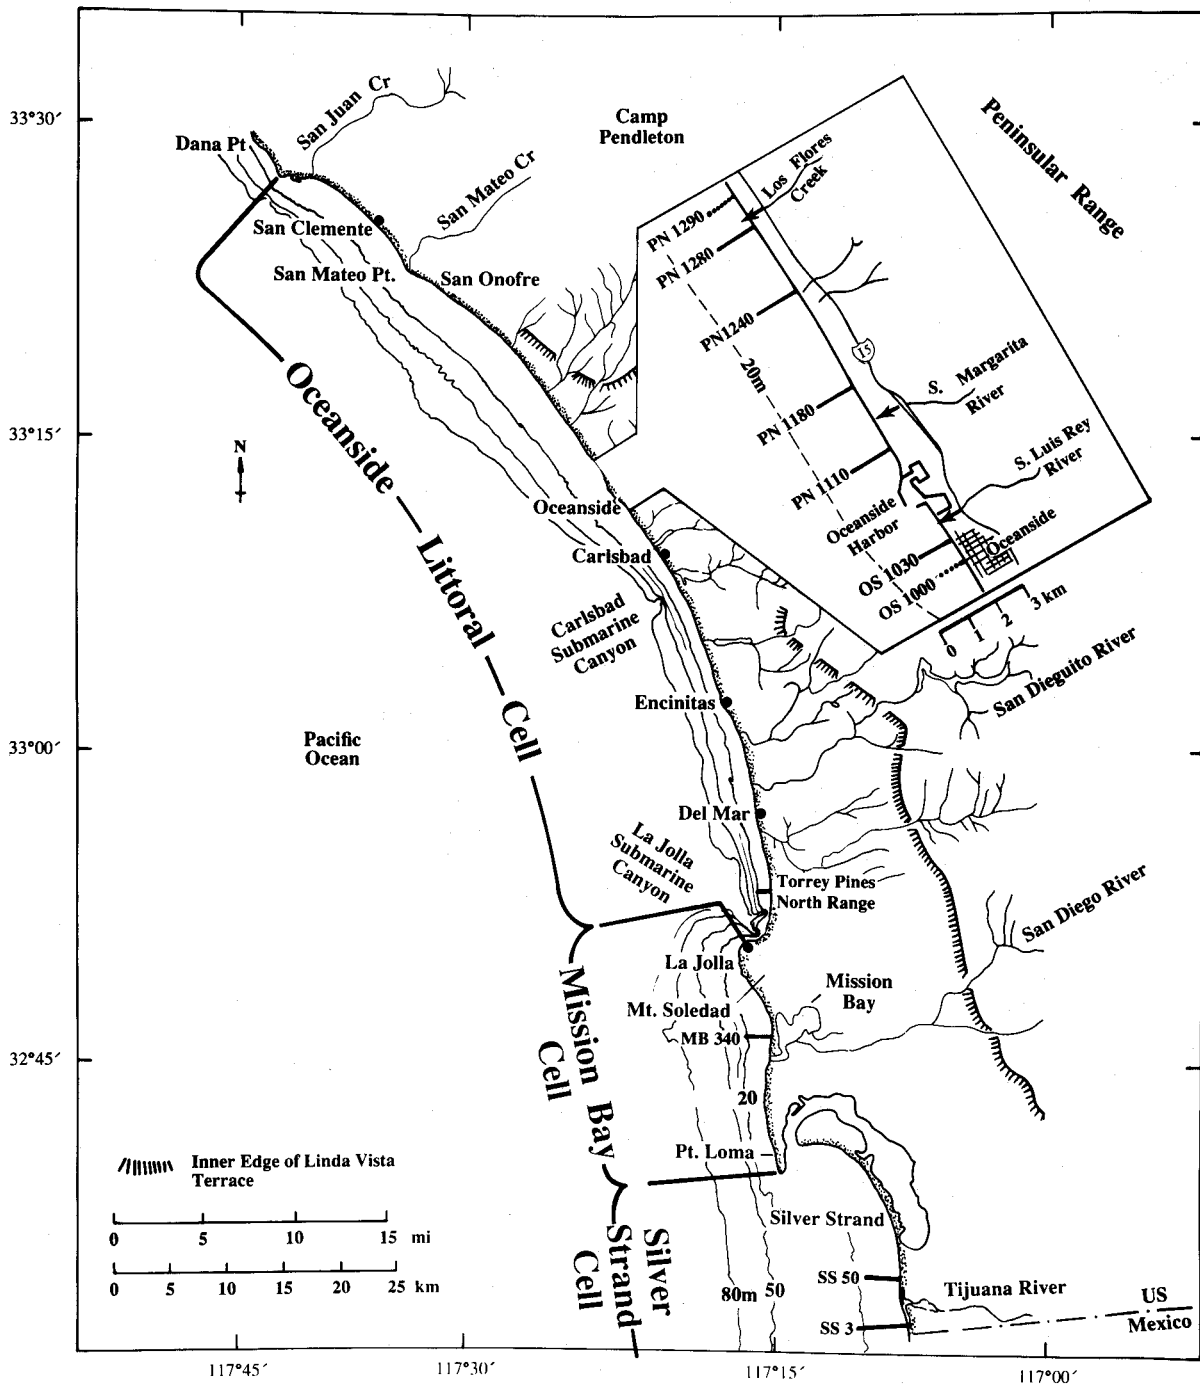 33°30′
33°15′
33°00′
32°45′
117°45′
117°30′
117°15′
117°00′
Dana Pt
San Juan Cr
San Clemente
San Mateo Cr
San Mateo Pt.
San Onofre
Camp
Pendleton
Peninsular Range
Los Flores
Creek
PN 1290
PN 1280
PN1240
20m
PN 1180
PN 1110
15
S. Margarita
River
S. Luis Rey
River
Oceanside
Harbor
Oceanside
OS 1030
OS 1000
0 1 2 3 km
N
Oceanside Littoral Cell
Oceanside
Carlsbad
Carlsbad
Submarine
Canyon
Encinitas
San Dieguito River
Pacific
Ocean
Del Mar
La Jolla
Submarine
Canyon
Torrey Pines
North Range
San Diego River
La Jolla
Mission
Bay
Mt. Soledad
MB 340
Mission Bay
Cell
20
Pt. Loma
Inner Edge of Linda Vista
Terrace
0 5 10 15 mi
0 5 10 15 20 25 km
Silver
Strand
Cell
Silver Strand
80m 50
SS 50
SS 3
Tijuana River
US
Mexico